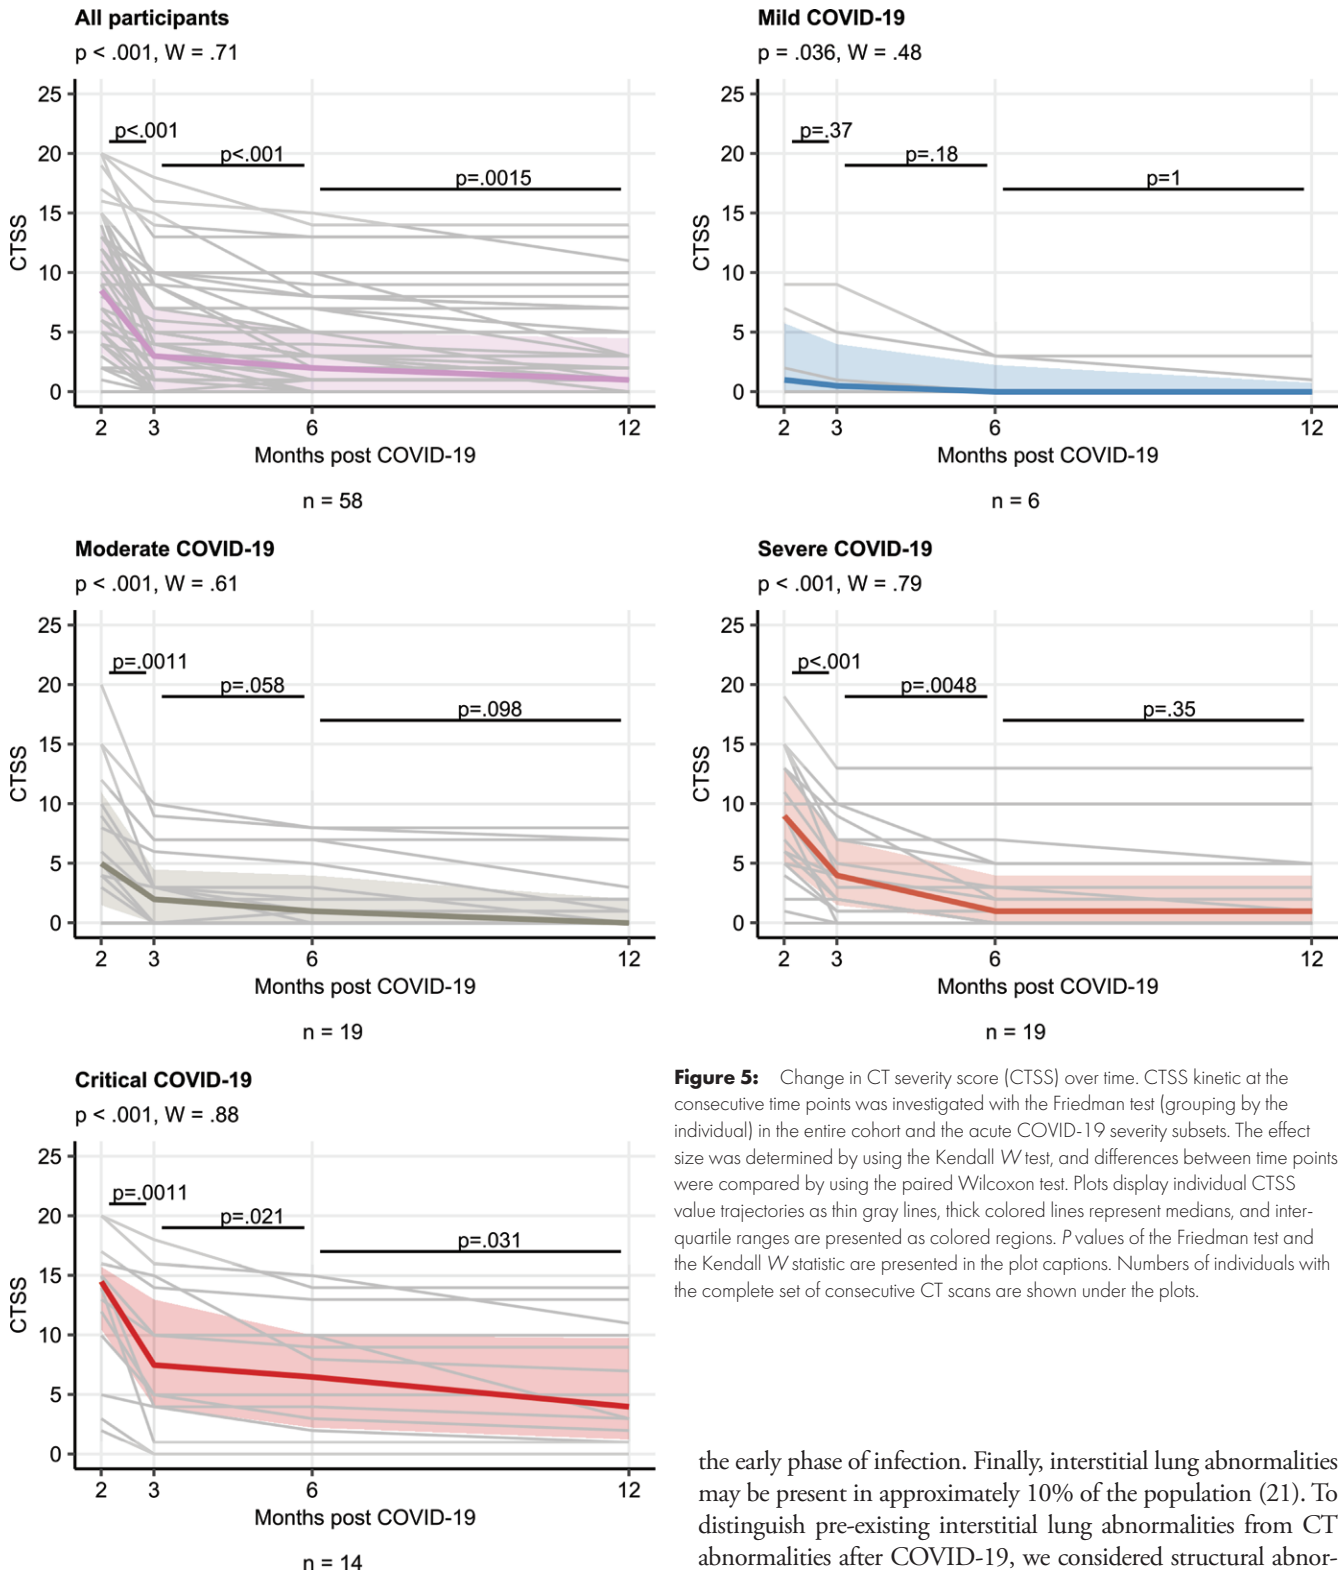 All participants
p < .001, W = .71
25
20
15
10
5
0
CTSS
p<.001
p<.001
p=.0015
2 3 6 12
Months post COVID-19
n = 58
Mild COVID-19
p = .036, W = .48
25
20
15
10
5
0
CTSS
p=.37
p=.18
p=1
2 3 6 12
Months post COVID-19
n = 6
Moderate COVID-19
p < .001, W = .61
25
20
15
10
5
0
CTSS
p=.0011
p=.058
p=.098
2 3 6 12
Months post COVID-19
n = 19
Severe COVID-19
p < .001, W = .79
25
20
15
10
5
0
CTSS
p<.001
p=.0048
p=.35
2 3 6 12
Months post COVID-19
n = 19
Critical COVID-19
p < .001, W = .88
25
20
15
10
5
0
CTSS
p=.0011
p=.021
p=.031
2 3 6 12
Months post COVID-19
n = 14
Figure 5: Change in CT severity score (CTSS) over time. CTSS kinetic at the
consecutive time points was investigated with the Friedman test (grouping by the
individual) in the entire cohort and the acute COVID-19 severity subsets. The effect
size was determined by using the Kendall W test, and differences between time points
were compared by using the paired Wilcoxon test. Plots display individual CTSS
value trajectories as thin gray lines, thick colored lines represent medians, and inter-
quartile ranges are presented as colored regions. P values of the Friedman test and
the Kendall W statistic are presented in the plot captions. Numbers of individuals with
the complete set of consecutive CT scans are shown under the plots.
the early phase of infection. Finally, interstitial lung abnormalities
may be present in approximately 10% of the population (21). To
distinguish pre-existing interstitial lung abnormalities from CT
abnormalities after COVID-19, we considered structural abnor-